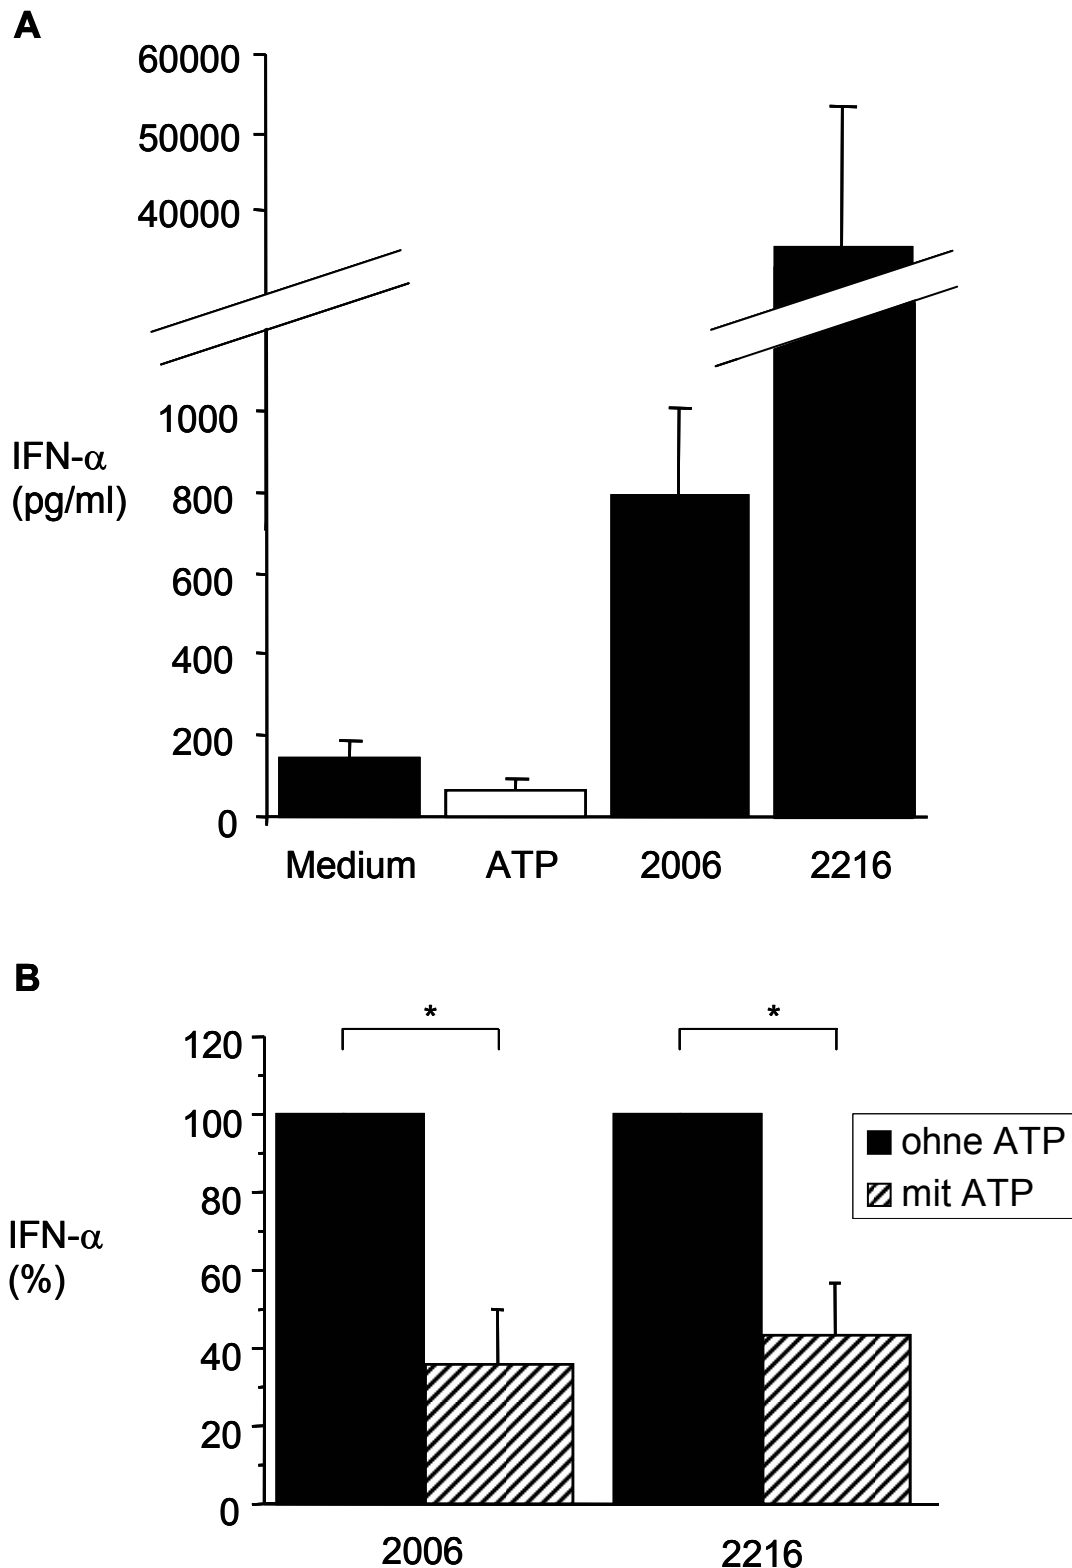 A
60000
50000
40000
1000
800
600
400
200
0
IFN-α
(pg/ml)
Medium ATP 2006 2216
B
* *
120
100
80
60
40
20
0
IFN-α
(%)
ohne ATP
mit ATP
2006 2216